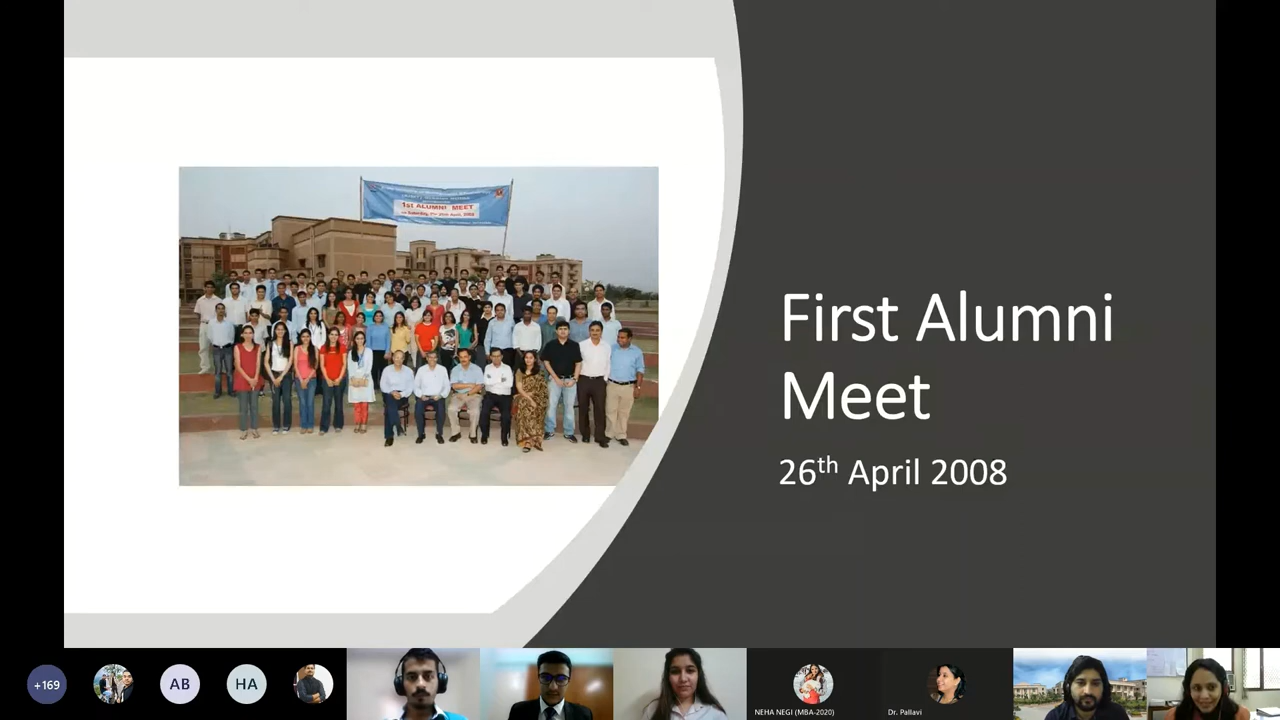 1st ALUMNI MEET
First Alumni
Meet
26th April 2008
+169
AB
HA
NEHA NEGI (MBA-2020)
Dr. Pallavi